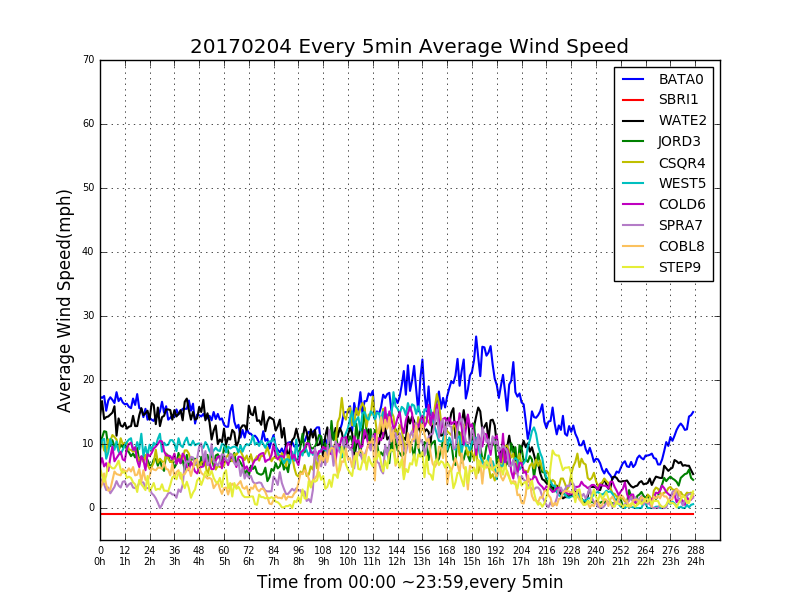 20170204 Every 5min Average Wind Speed
70
60
50
40
30
20
10
0
Average Wind Speed(mph)
BATA0
SBRI1
WATE2
JORD3
CSQR4
WEST5
COLD6
SPRA7
COBL8
STEP9
0 12 24 36 48 60 72 84 96 108 120 132 144 156 168 180 192 204 216 228 240 252 264 276 288
0h 1h 2h 3h 4h 5h 6h 7h 8h 9h 10h 11h 12h 13h 14h 15h 16h 17h 18h 19h 20h 21h 22h 23h 24h
Time from 00:00 ~23:59,every 5min